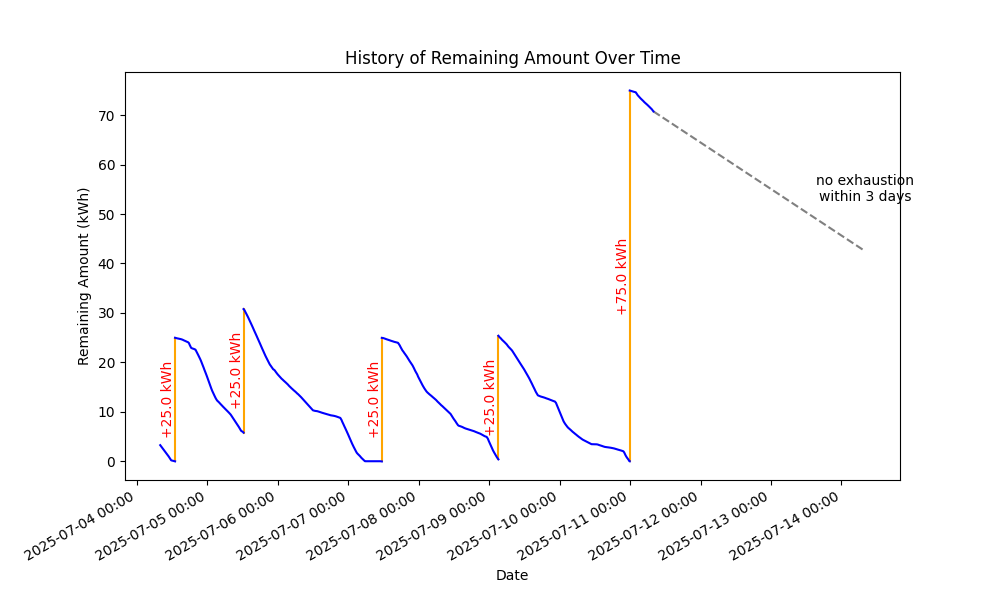 History of Remaining Amount Over Time
Remaining Amount (kWh)
70
60
50
40
30
20
10
0
+25.0 kWh
+25.0 kWh
+25.0 kWh
+25.0 kWh
+75.0 kWh
no exhaustion
within 3 days
2025-07-04 00:00
2025-07-05 00:00
2025-07-06 00:00
2025-07-07 00:00
2025-07-08 00:00
2025-07-09 00:00
2025-07-10 00:00
2025-07-11 00:00
2025-07-12 00:00
2025-07-13 00:00
2025-07-14 00:00
Date